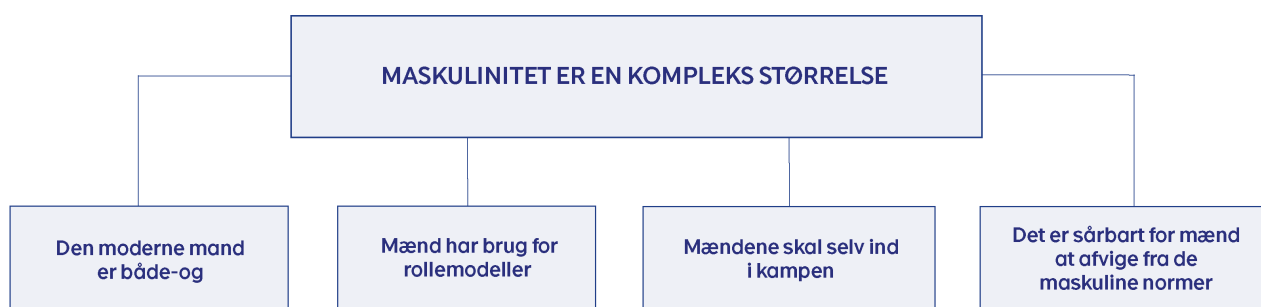 MASKULINITET ER EN KOMPLEKS STØRRELSE
Den moderne mand
er både-og
Mænd har brug for
rollemodeller
Mændene skal selv ind
i kampen
Det er sårbart for mænd
at afvige fra de
maskuline normer